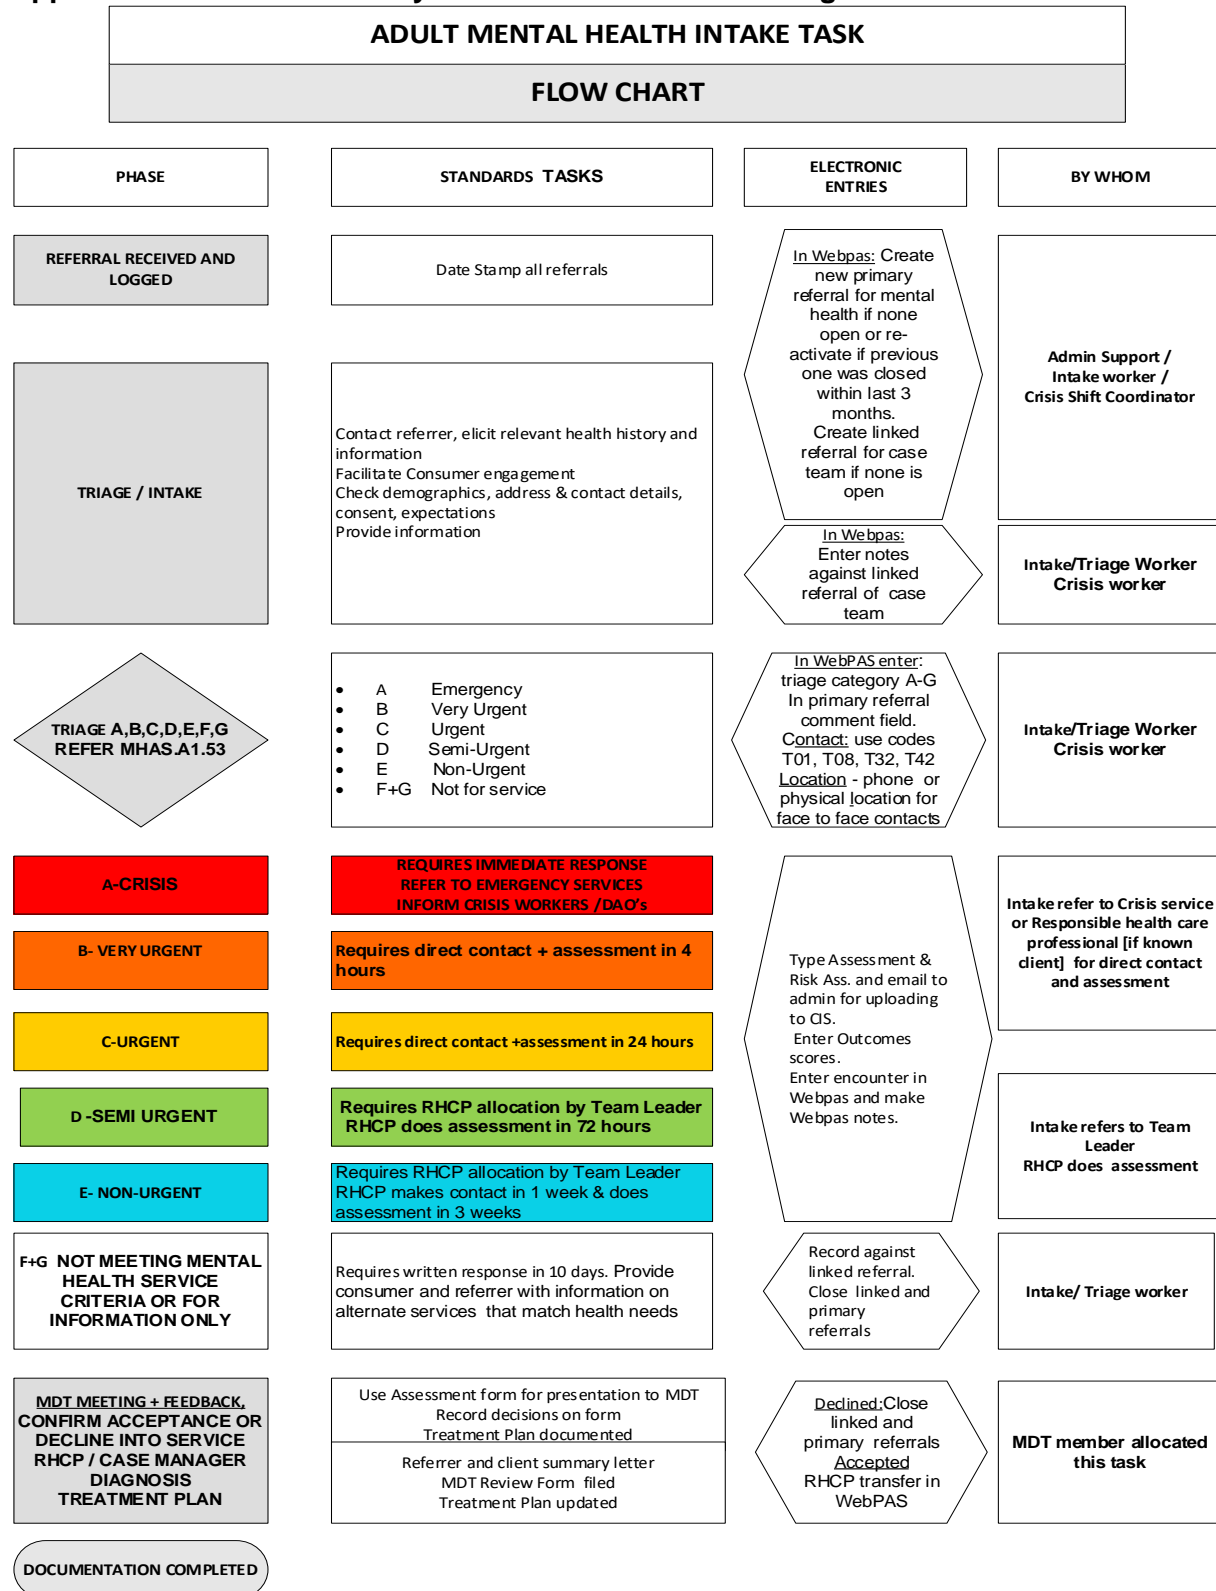 ADULT MENTAL HEALTH INTAKE TASK
FLOW CHART
PHASE
STANDARDS TASKS
ELECTRONIC
ENTRIES
BY WHOM
REFERRAL RECEIVED AND
LOGGED
Date Stamp all referrals
In Webpas: Create
new primary
referral for mental
health if none
open or re-
activate if previous
one was closed
within last 3
months.
Create linked
referral for case
team if none is
open
Admin Support /
Intake worker /
Crisis Shift Coordinator
TRIAGE / INTAKE
Contact referrer, elicit relevant health history and
information
Facilitate Consumer engagement
Check demographics, address & contact details,
consent, expectations
Provide information
In Webpas:
Enter notes
against linked
referral of case
team
Intake/Triage Worker
Crisis worker
TRIAGE A,B,C,D,E,F,G
REFER MHAS.A1.53
• A Emergency
• B Very Urgent
• C Urgent
• D Semi-Urgent
• E Non-Urgent
• F+G Not for service
In WebPAS enter:
triage category A-G
In primary referral
comment field.
Contact: use codes
T01, T08, T32, T42
Location - phone or
physical location for
face to face contacts
Intake/Triage Worker
Crisis worker
A-CRISIS
REQUIRES IMMEDIATE RESPONSE
REFER TO EMERGENCY SERVICES
INFORM CRISIS WORKERS /DAO's
B- VERY URGENT
Requires direct contact + assessment in 4
hours
C-URGENT
Requires direct contact +assessment in 24 hours
D -SEMI URGENT
Requires RHCP allocation by Team Leader
RHCP does assessment in 72 hours
E- NON-URGENT
Requires RHCP allocation by Team Leader
RHCP makes contact in 1 week & does
assessment in 3 weeks
Type Assessment &
Risk Ass. and email to
admin for uploading
to CIS.
Enter Outcomes
scores.
Enter encounter in
Webpas and make
Webpas notes.
Intake refer to Crisis service
or Responsible health care
professional [if known
client] for direct contact
and assessment
Intake refers to Team
Leader
RHCP does assessment
F+G NOT MEETING MENTAL
HEALTH SERVICE
CRITERIA OR FOR
INFORMATION ONLY
Requires written response in 10 days. Provide
consumer and referrer with information on
alternate services that match health needs
Record against
linked referral.
Close linked and
primary
referrals
Intake/ Triage worker
MDT MEETING + FEEDBACK,
CONFIRM ACCEPTANCE OR
DECLINE INTO SERVICE
RHCP / CASE MANAGER
DIAGNOSIS
TREATMENT PLAN
Use Assessment form for presentation to MDT
Record decisions on form
Treatment Plan documented
Referrer and client summary letter
MDT Review Form filed
Treatment Plan updated
Declined:Close
linked and
primary referrals
Accepted
RHCP transfer in
WebPAS
MDT member allocated
this task
DOCUMENTATION COMPLETED